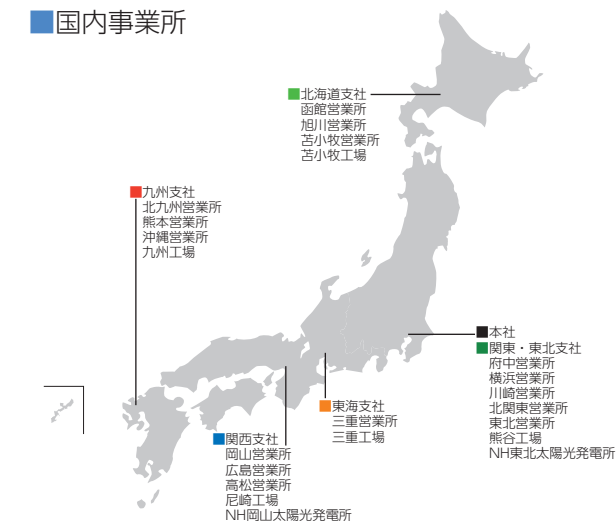 国内事業所
北海道支社
函館営業所
旭川営業所
苫小牧営業所
苫小牧工場
九州支社
北九州営業所
熊本営業所
沖縄営業所
九州工場
本社
関東・東北支社
府中営業所
横浜営業所
川崎営業所
北関東営業所
東北営業所
熊谷工場
NH東北太陽光発電所
東海支社
三重営業所
三重工場
関西支社
岡山営業所
広島営業所
高松営業所
尼崎工場
NH岡山太陽光発電所